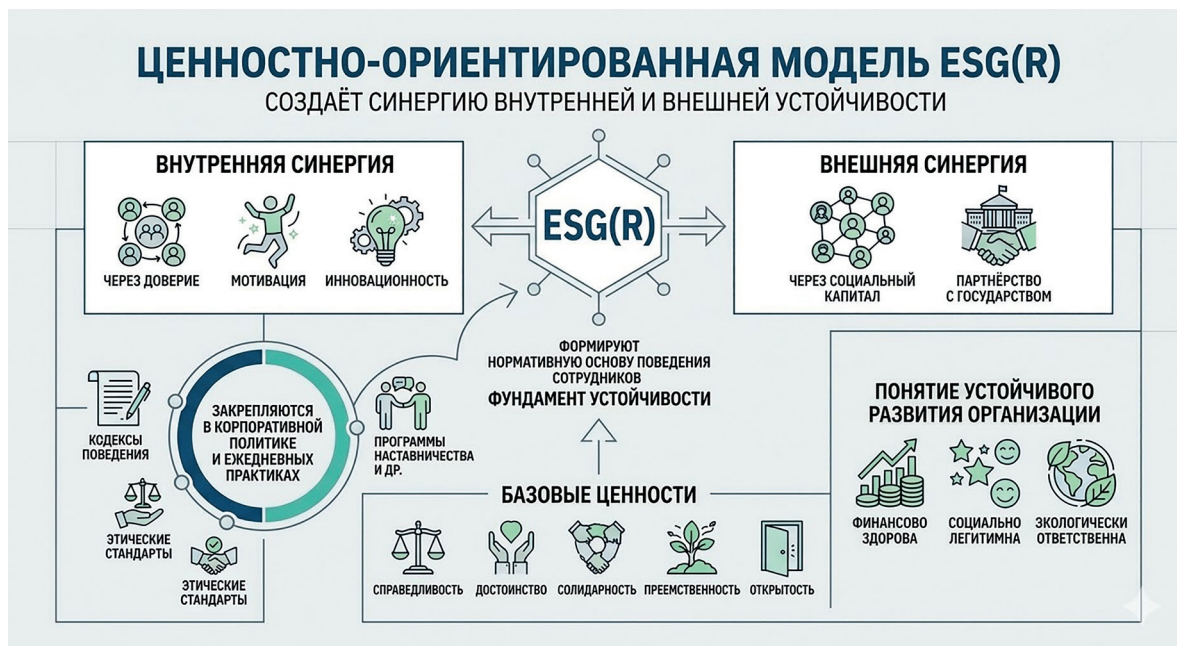 ЦЕННОСТНО-ОРИЕНТИРОВАННАЯ МОДЕЛЬ ESG(R)
СОЗДАЁТ СИНЕРГИЮ ВНУТРЕННЕЙ И ВНЕШНЕЙ УСТОЙЧИВОСТИ
ВНУТРЕННЯЯ СИНЕРГИЯ
ЧЕРЕЗ ДОВЕРИЕ
МОТИВАЦИЯ
ИННОВАЦИОННОСТЬ
ESG(R)
ВНЕШНЯЯ СИНЕРГИЯ
ЧЕРЕЗ СОЦИАЛЬНЫЙ
КАПИТАЛ
ПАРТНЁРСТВО
С ГОСУДАРСТВОМ
ФОРМИРУЮТ
НОРМАТИВНУЮ ОСНОВУ ПОВЕДЕНИЯ
СОТРУДНИКОВ
ФУНДАМЕНТ УСТОЙЧИВОСТИ
ЗАКРЕПЛЯЮТСЯ
В КОРПОРАТИВНОЙ
ПОЛИТИКЕ
И ЕЖЕДНЕВНЫХ
ПРАКТИКАХ
КОДЕКСЫ
ПОВЕДЕНИЯ
ЭТИЧЕСКИЕ
СТАНДАРТЫ
ЭТИЧЕСКИЕ
СТАНДАРТЫ
ПРОГРАММЫ
НАСТАВНИЧЕСТВА
И ДР.
БАЗОВЫЕ ЦЕННОСТИ
СПРАВЕДЛИВОСТЬ
ДОСТОИНСТВО
СОЛИДАРНОСТЬ
ПРЕЕМСТВЕННОСТЬ
ОТКРЫТОСТЬ
ПОНЯТИЕ УСТОЙЧИВОГО
РАЗВИТИЯ ОРГАНИЗАЦИИ
ФИНАНСОВО
ЗДОРОВА
СОЦИАЛЬНО
ЛЕГИТИМНА
ЭКОЛОГИЧЕСКИ
ОТВЕТСТВЕННА